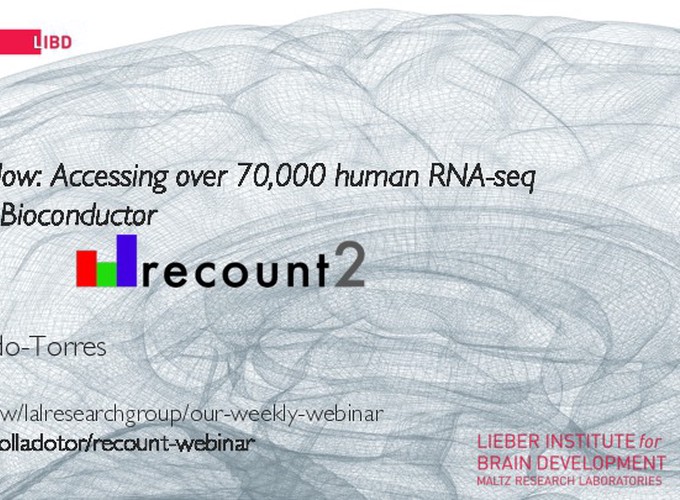 LIBD
low: Accessing over 70,000 human RNA-seq
Bioconductor
recount2
do-Torres
w/lalresearchgroup/our-weekly-webinar
olladotor/recount-webinar
LIEBER INSTITUTE for
BRAIN DEVELOPMENT
MALTZ RESEARCH LABORATORIES